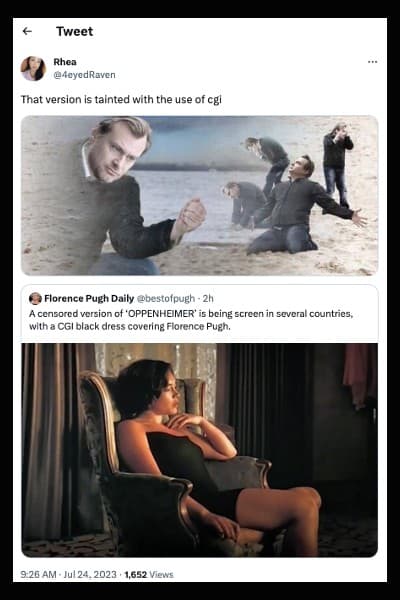 Tweet
Rhea
@4eyedRaven
That version is tainted with the use of cgi
Florence Pugh Daily @bestofpugh · 2h
A censored version of 'OPPENHEIMER' is being screen in several countries,
with a CGI black dress covering Florence Pugh.
9:26 AM · Jul 24, 2023 · 1,652 Views